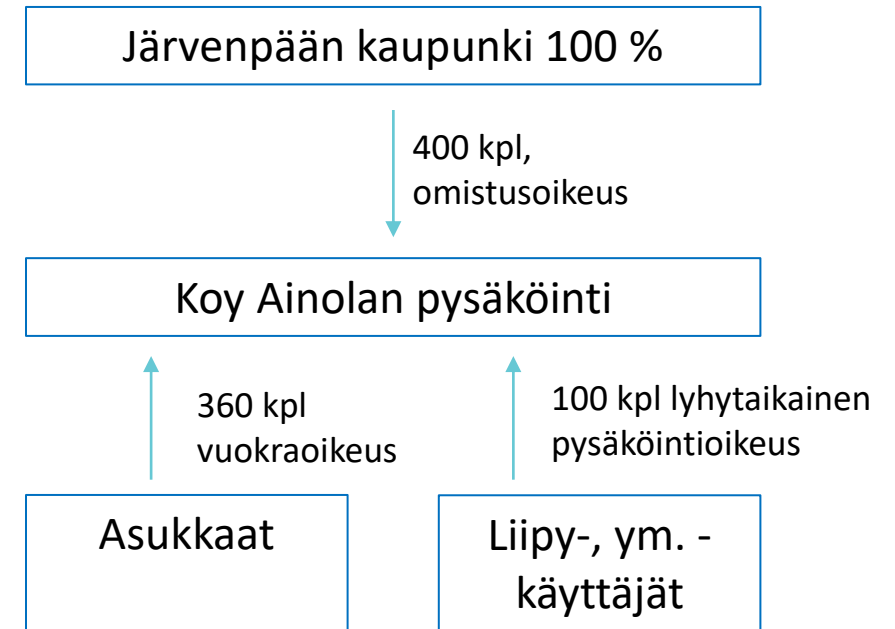 Järvenpään kaupunki 100 %
400 kpl,
omistusoikeus
Koy Ainolan pysäköinti
360 kpl
vuokraoikeus
100 kpl lyhytaikainen
pysäköintioikeus
Asukkaat
Liipy-, ym. -
käyttäjät